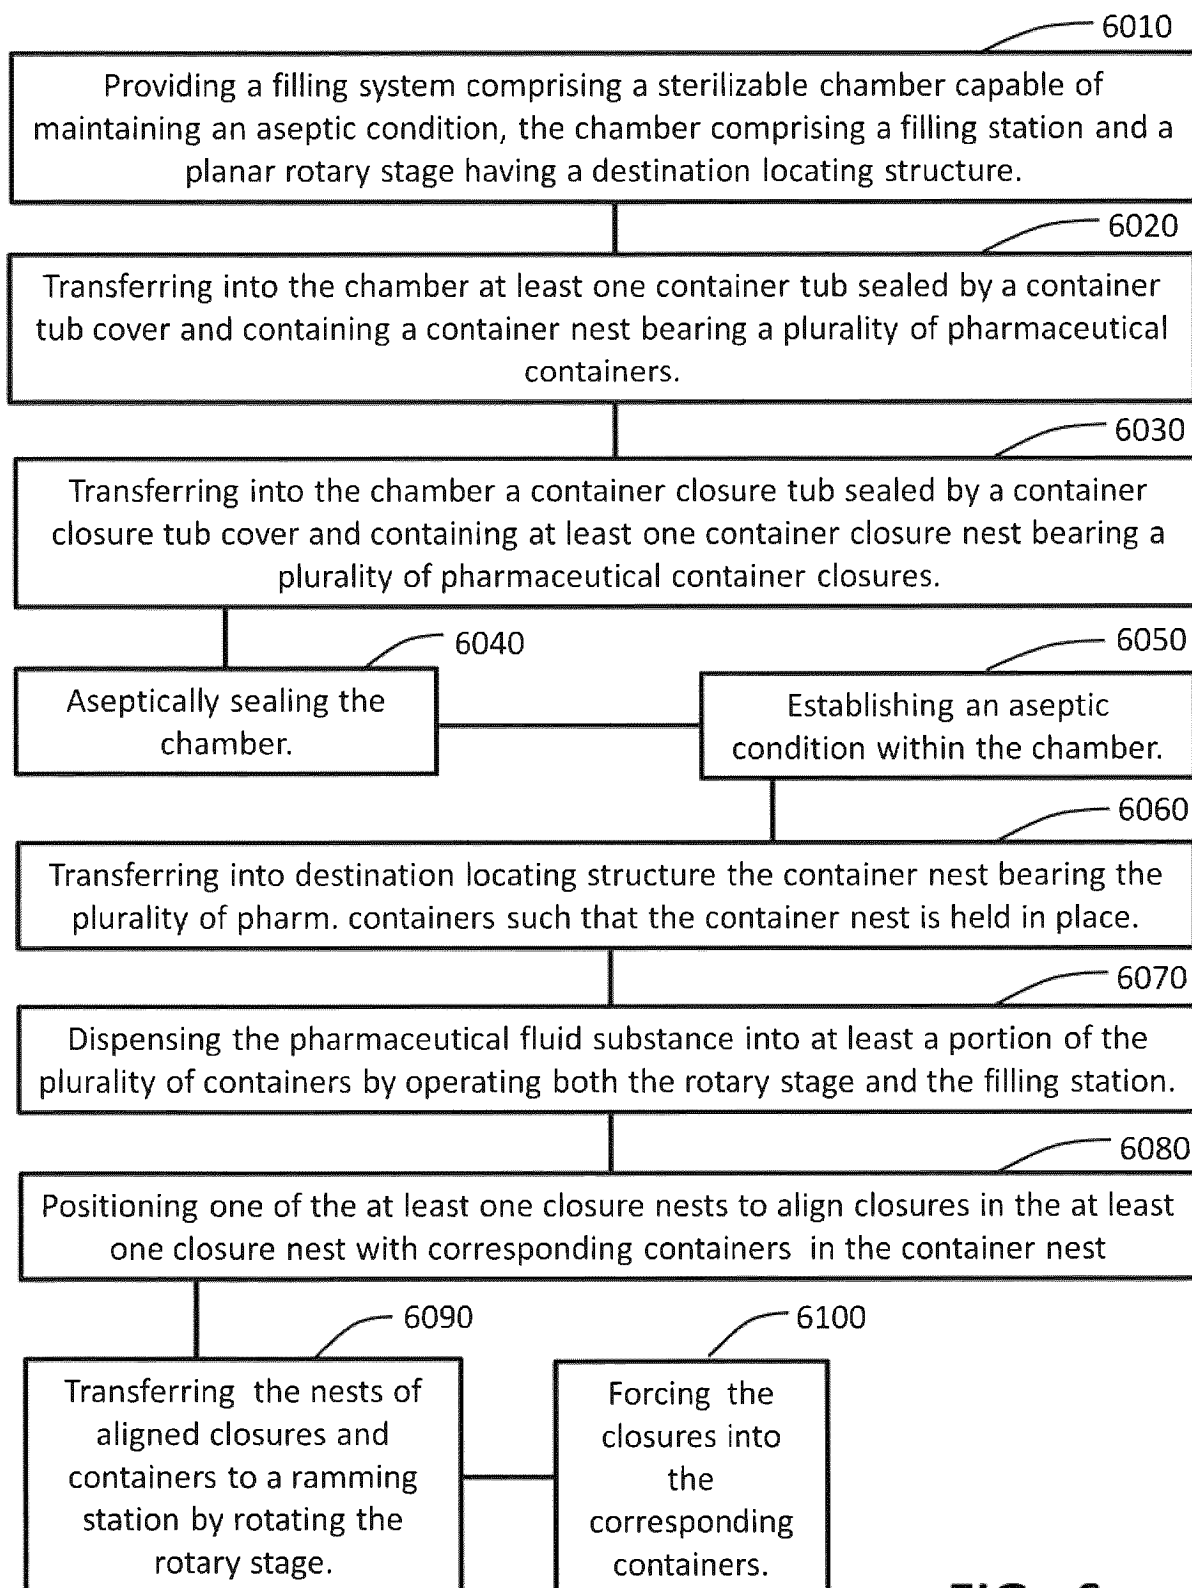 6010
Providing a filling system comprising a sterilizable chamber capable of
maintaining an aseptic condition, the chamber comprising a filling station and a
planar rotary stage having a destination locating structure.
6020
Transferring into the chamber at least one container tub sealed by a container
tub cover and containing a container nest bearing a plurality of pharmaceutical
containers.
6030
Transferring into the chamber a container closure tub sealed by a container
closure tub cover and containing at least one container closure nest bearing a
plurality of pharmaceutical container closures.
6040
Aseptically sealing the
chamber.
6050
Establishing an aseptic
condition within the chamber.
6060
Transferring into destination locating structure the container nest bearing the
plurality of pharm. containers such that the container nest is held in place.
6070
Dispensing the pharmaceutical fluid substance into at least a portion of the
plurality of containers by operating both the rotary stage and the filling station.
6080
Positioning one of the at least one closure nests to align closures in the at least
one closure nest with corresponding containers in the container nest
6090
Transferring the nests of
aligned closures and
containers to a ramming
station by rotating the
rotary stage.
6100
Forcing the
closures into
the
corresponding
containers.